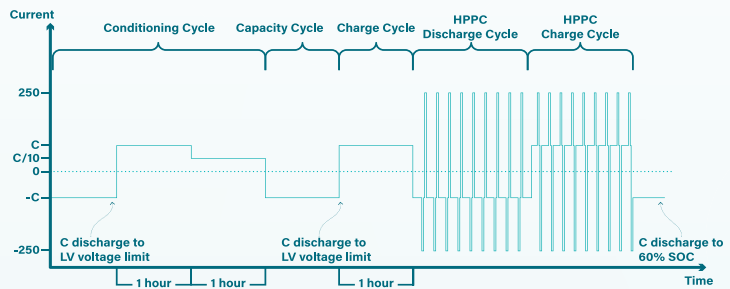 Current
Conditioning Cycle
Capacity Cycle
Charge Cycle
HPPC
Discharge Cycle
HPPC
Charge Cycle
250
C
C/10
0
-C
-250
C discharge to
LV voltage limit
C discharge to
LV voltage limit
C discharge to
60% SOC
Time
1 hour
1 hour
1 hour